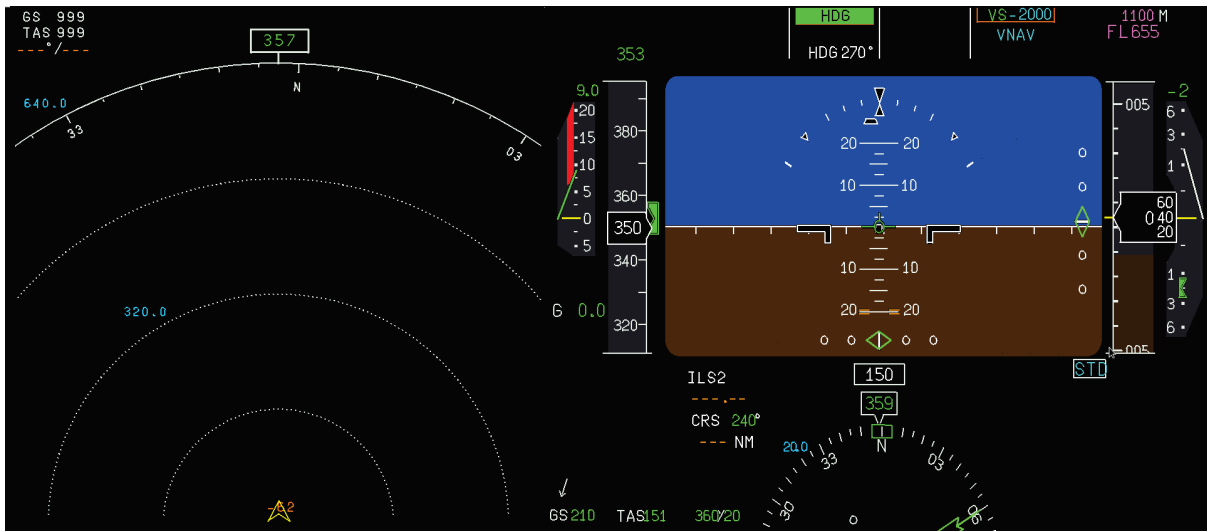 GS 999
TAS 999
---°/---
357
N
640.0
33
03
320.0
HDG
HDG 270°
VS-2000
VNAV
1100 M
FL655
353
9.0
20
15
10
5
0
5
G 0.0
380
360
350
340
320
20 20
10 10
10 10
20 20
005
60
0 40
20
005
-2
6
3
1
1
3
6
STD
ILS2
---.--
CRS 240°
--- NM
150
359
20.0
33
N
03
30
GS 210
TAS 151
360/20